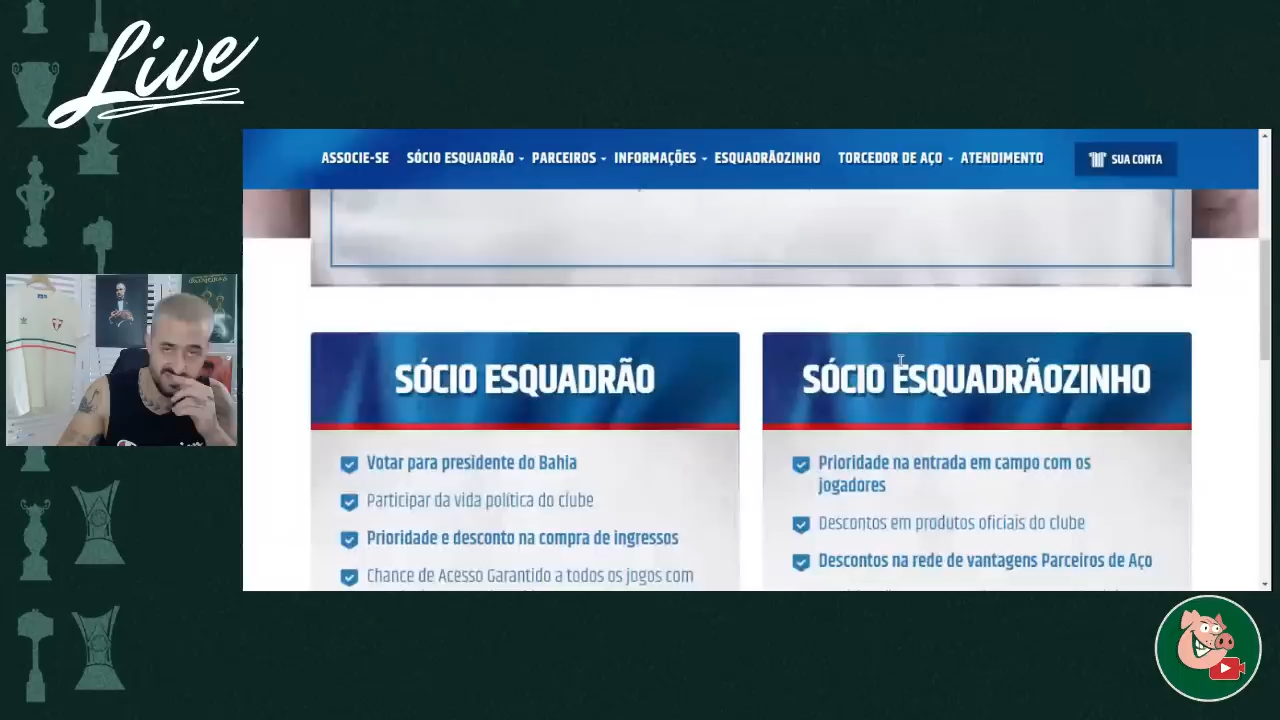 Live
ASSOCIE-SE SÓCIO ESQUADRÃO PARCEIROS INFORMAÇÕES ESQUADRÃOZINHO TORCEDOR DE AÇO ATENDIMENTO SUA CONTA
SÓCIO ESQUADRÃO
Votar para presidente do Bahia
Participar da vida política do clube
Prioridade e desconto na compra de ingressos
Chance de Acesso Garantido a todos os jogos com
SÓCIO ESQUADRÃOZINHO
Prioridade na entrada em campo com os
jogadores
Descontos em produtos oficiais do clube
Descontos na rede de vantagens Parceiros de Aço